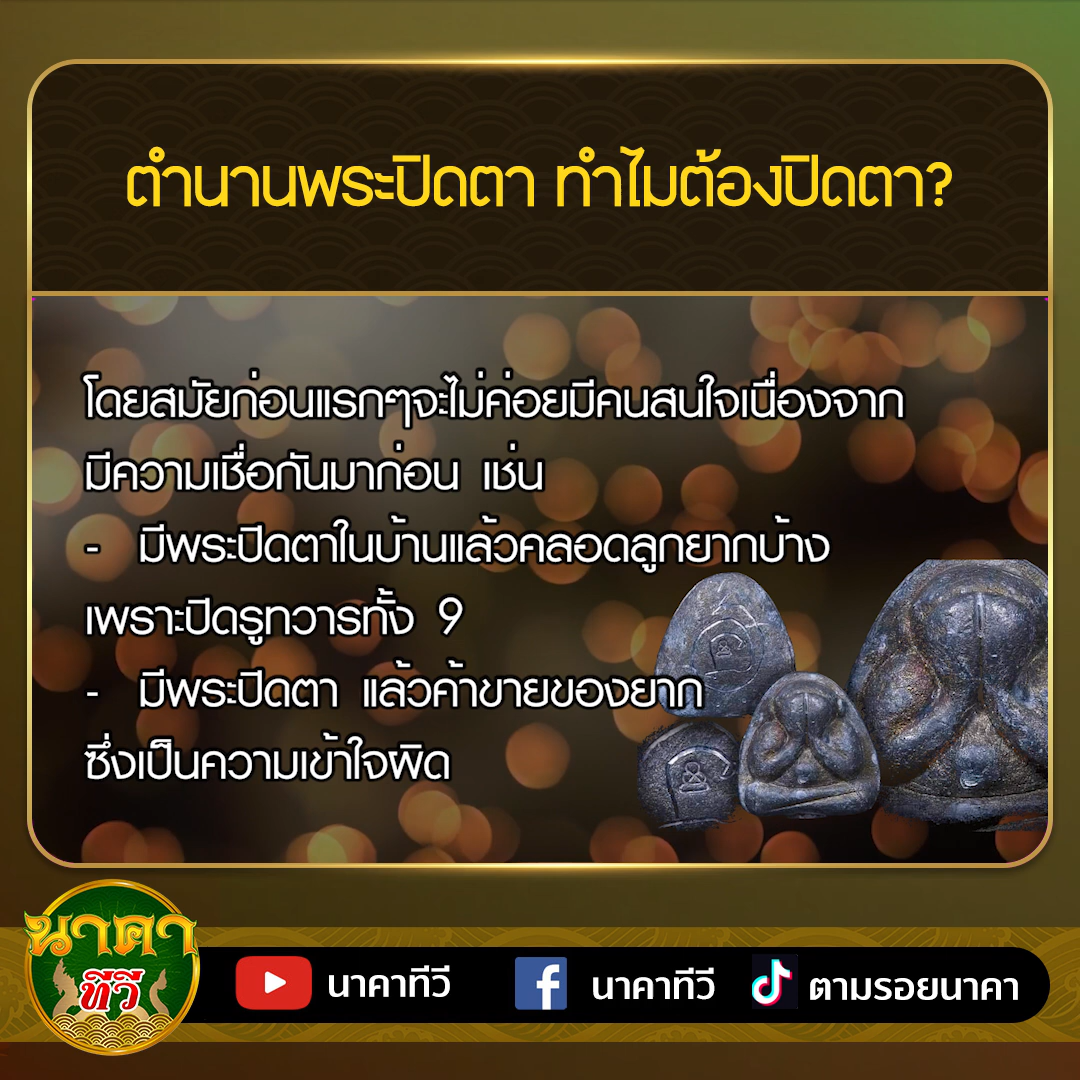 ตำนานพระปิดตา ทำไมต้องปิดตา?
โดยสมัยก่อนแรกๆจะไม่ค่อยมีคนสนใจเนื่องจาก
มีความเชื่อกันมาก่อน เช่น
- มีพระปิดตาในบ้านแล้วคลอดลูกยากบ้าง
เพราะปิดรูทวารทั้ง 9
- มีพระปิดตา แล้วค้าขายของยาก
ซึ่งเป็นความเข้าใจผิด
นาคา
ทีวี
นาคาทีวี
นาคาทีวี
ตามรอยนาคา